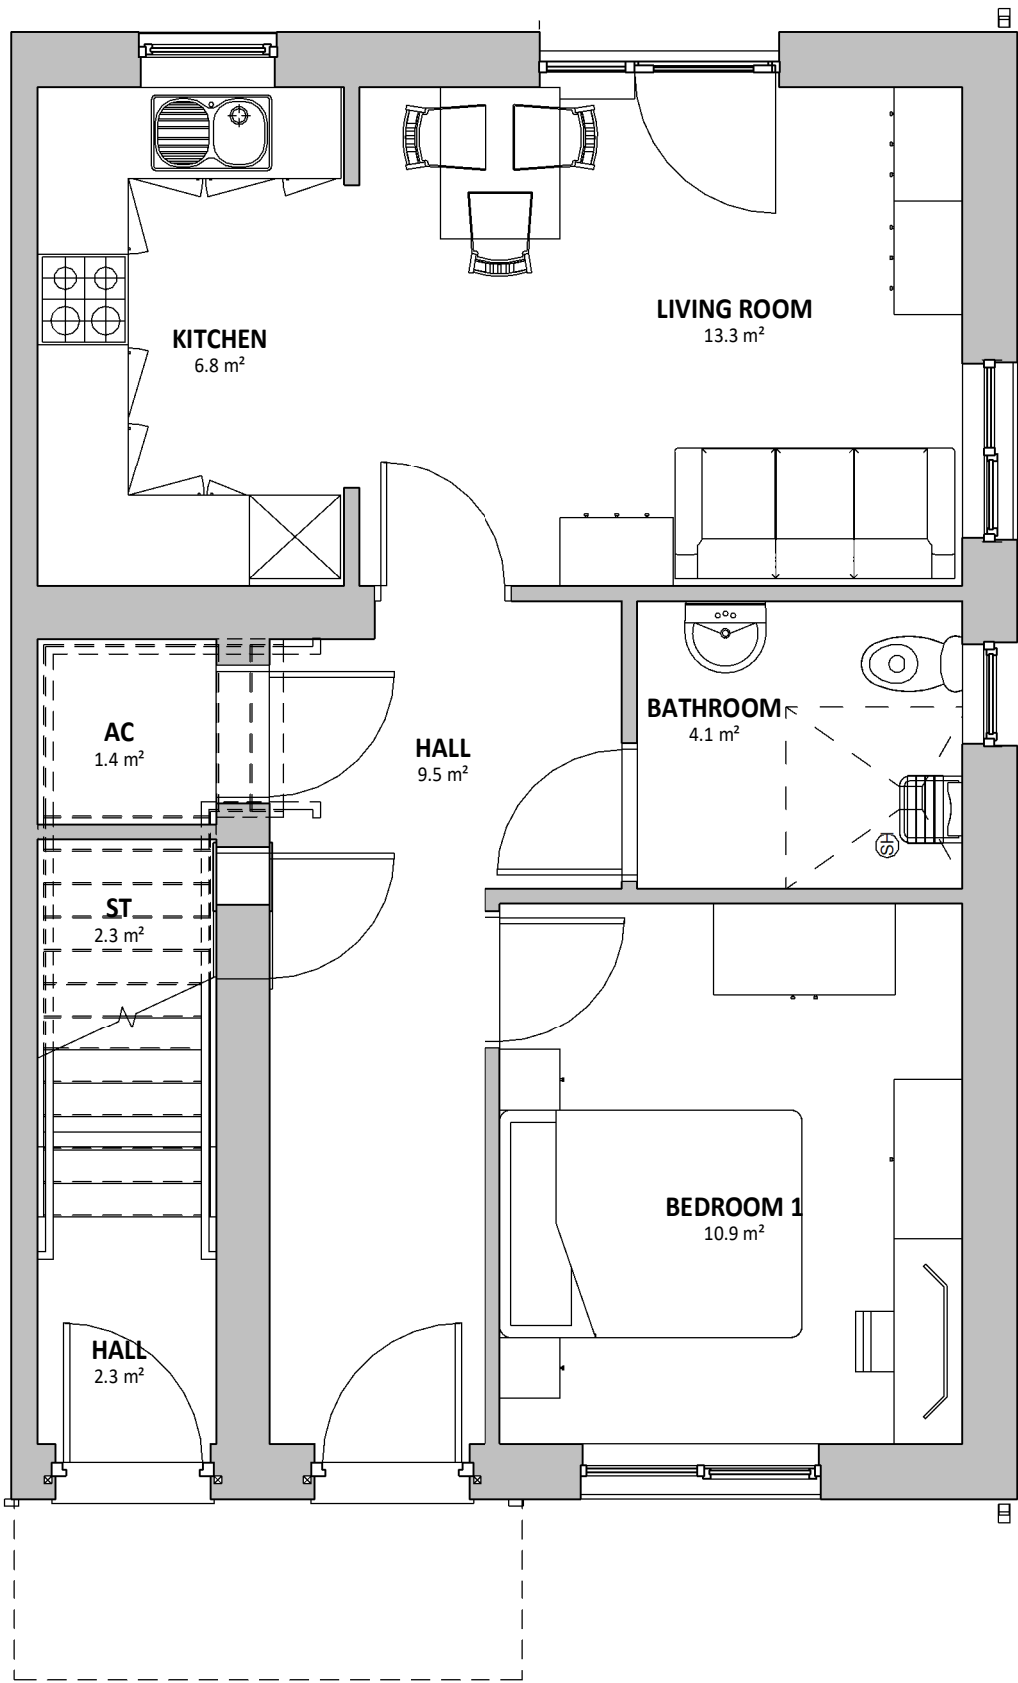 LIVING ROOM
13.3 m²
KITCHEN
6.8 m²
BATHROOM
4.1 m²
AC
1.4 m²
HALL
9.5 m²
HS
ST
2.3 m²
BEDROOM 1
10.9 m²
HALL
2.3 m²